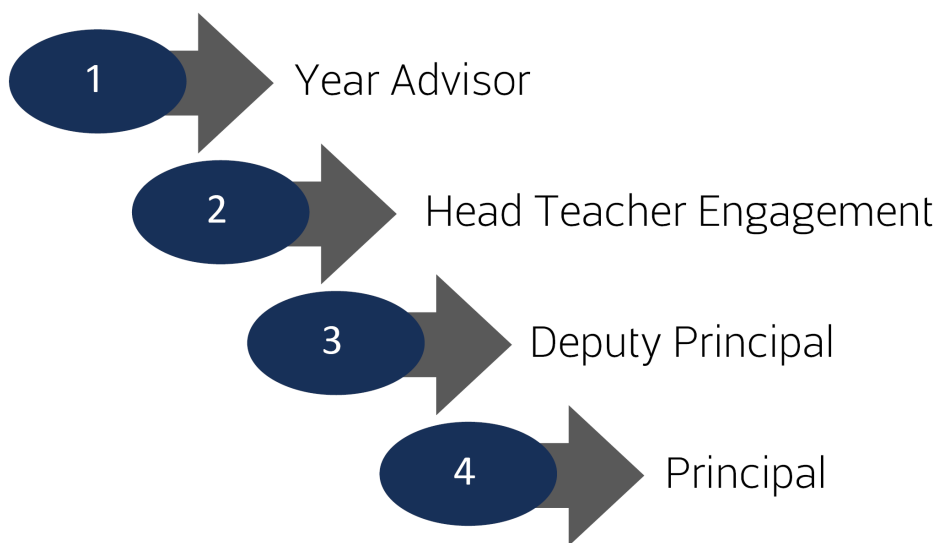 1 Year Advisor
2 Head Teacher Engagement
3 Deputy Principal
4 Principal